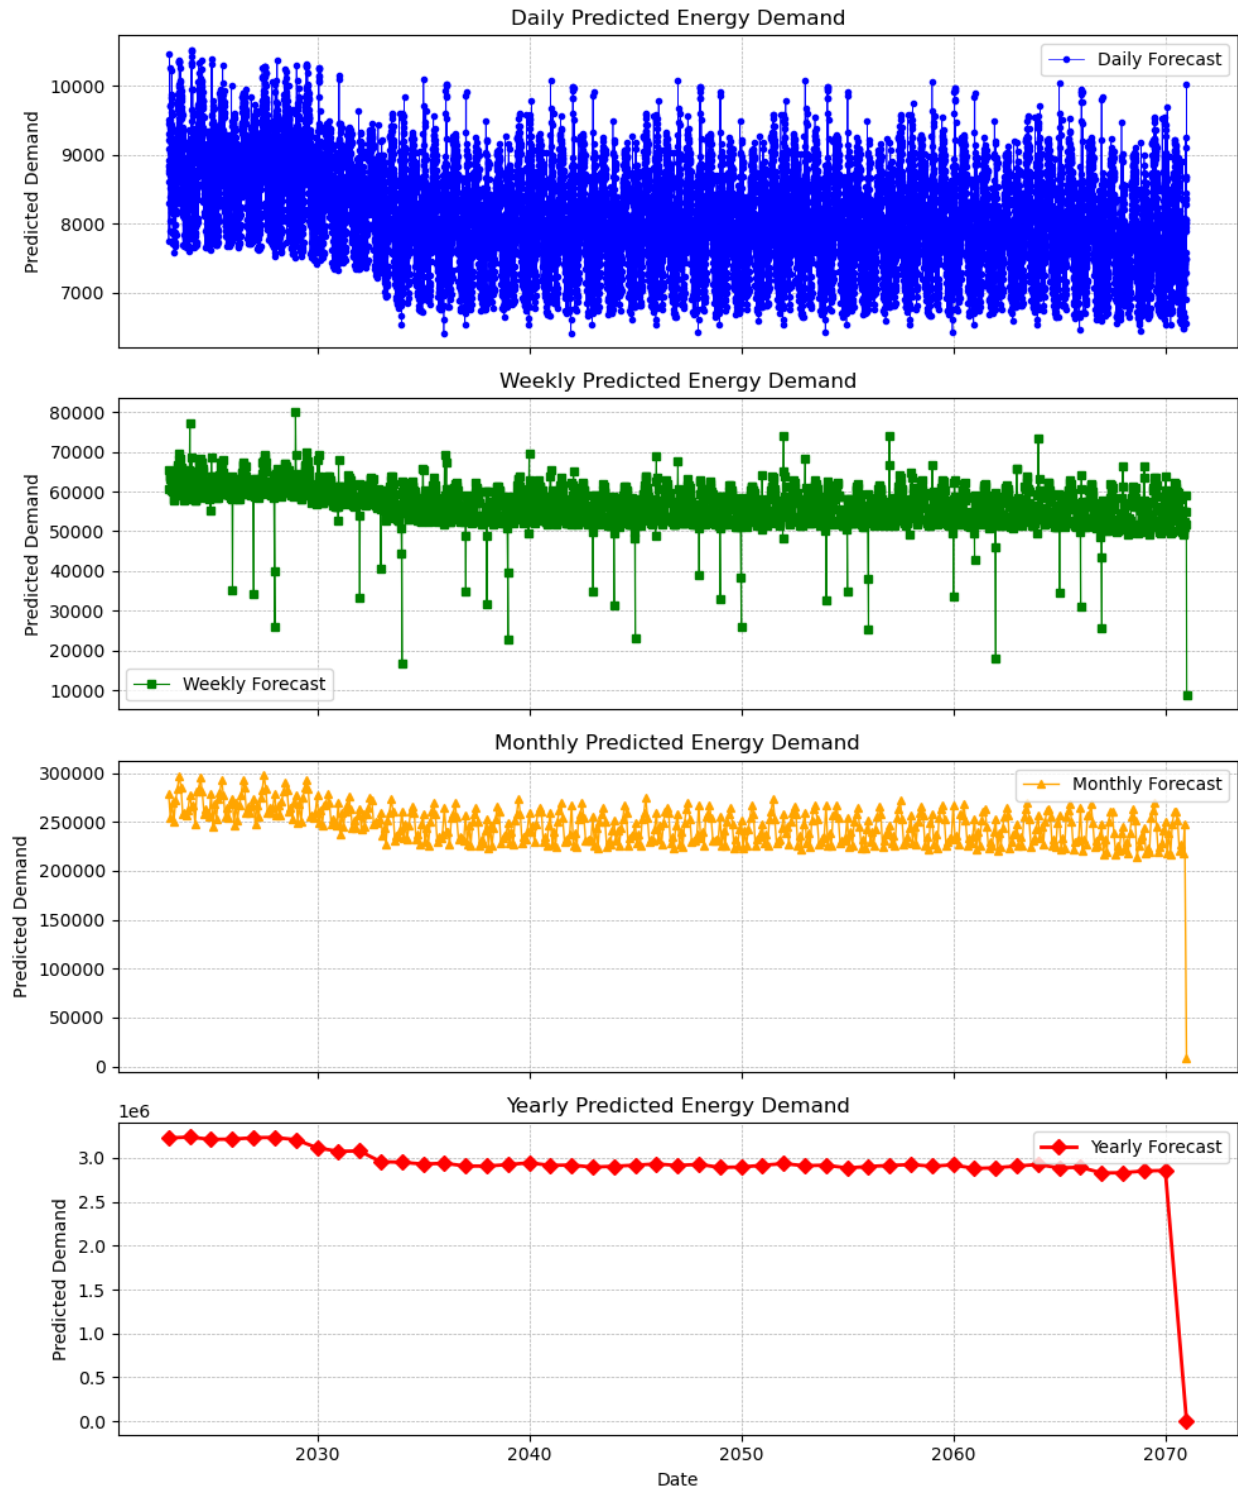 Daily Predicted Energy Demand
Predicted Demand
10000
9000
8000
7000
Daily Forecast
Weekly Predicted Energy Demand
Predicted Demand
80000
70000
60000
50000
40000
30000
20000
10000
Weekly Forecast
Monthly Predicted Energy Demand
Predicted Demand
300000
250000
200000
150000
100000
50000
0
Monthly Forecast
Yearly Predicted Energy Demand
1e6
Predicted Demand
3.0
2.5
2.0
1.5
1.0
0.5
0.0
Yearly Forecast
2030 2040 2050 2060 2070
Date